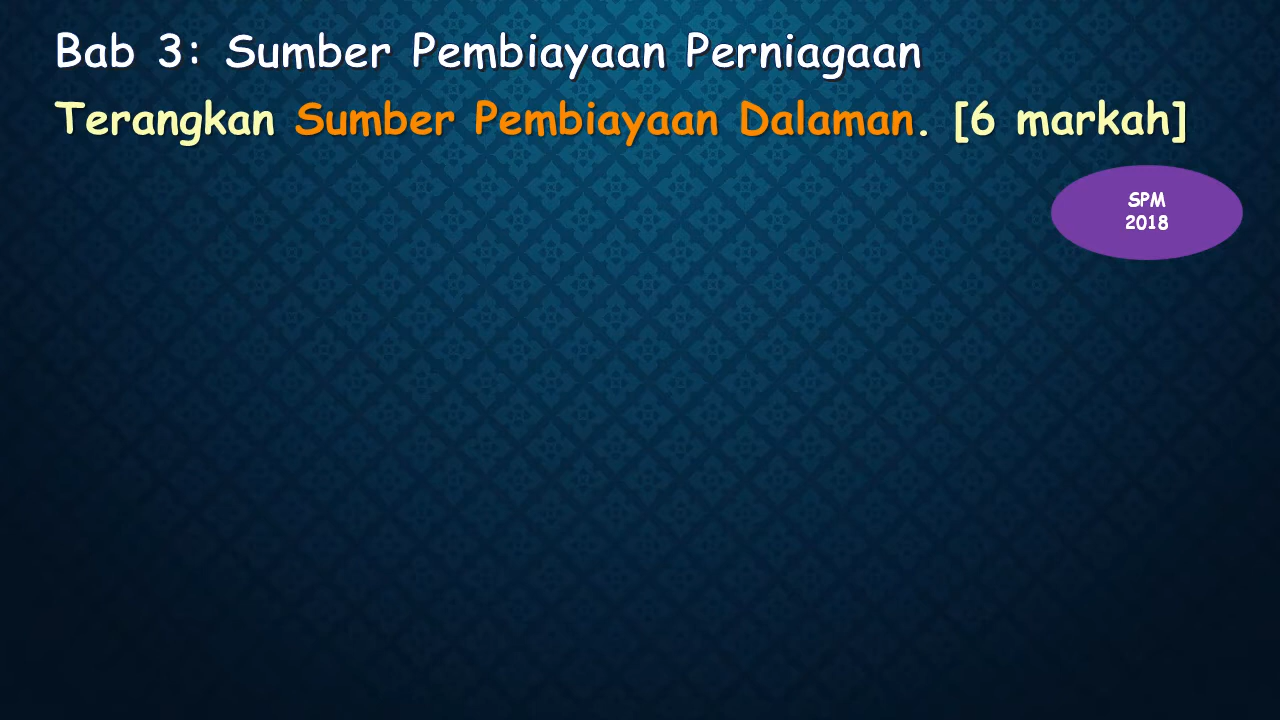 Bab 3: Sumber Pembiayaan Perniagaan
Terangkan Sumber Pembiayaan Dalaman. [6 markah]
SPM
2018